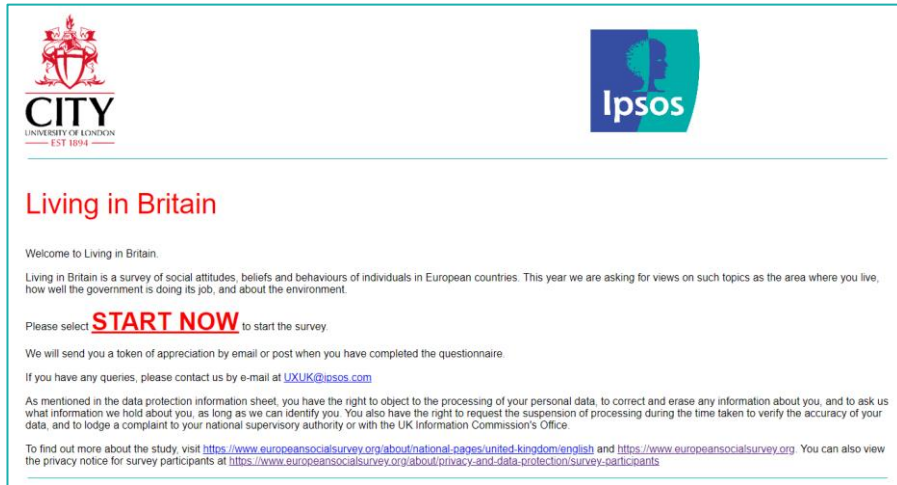 CITY
UNIVERSITY OF LONDON
EST 1894
Ipsos
Living in Britain
Welcome to Living in Britain.
Living in Britain is a survey of social attitudes, beliefs and behaviours of individuals in European countries. This year we are asking for views on such topics as the area where you live,
how well the government is doing its job, and about the environment.
Please select START NOW to start the survey.
We will send you a token of appreciation by email or post when you have completed the questionnaire.
If you have any queries, please contact us by e-mail at UXUK@ipsos.com
As mentioned in the data protection information sheet, you have the right to object to the processing of your personal data, to correct and erase any information about you, and to ask us
what information we hold about you, as long as we can identify you. You also have the right to request the suspension of processing during the time taken to verify the accuracy of your
data, and to lodge a complaint to your national supervisory authority or with the UK Information Commission's Office.
To find out more about the study, visit https://www.europeansocialsurvey.org/about/national-pages/united-kingdom/english and https://www.europeansocialsurvey.org. You can also view
the privacy notice for survey participants at https://www.europeansocialsurvey.org/about/privacy-and-data-protection/survey-participants